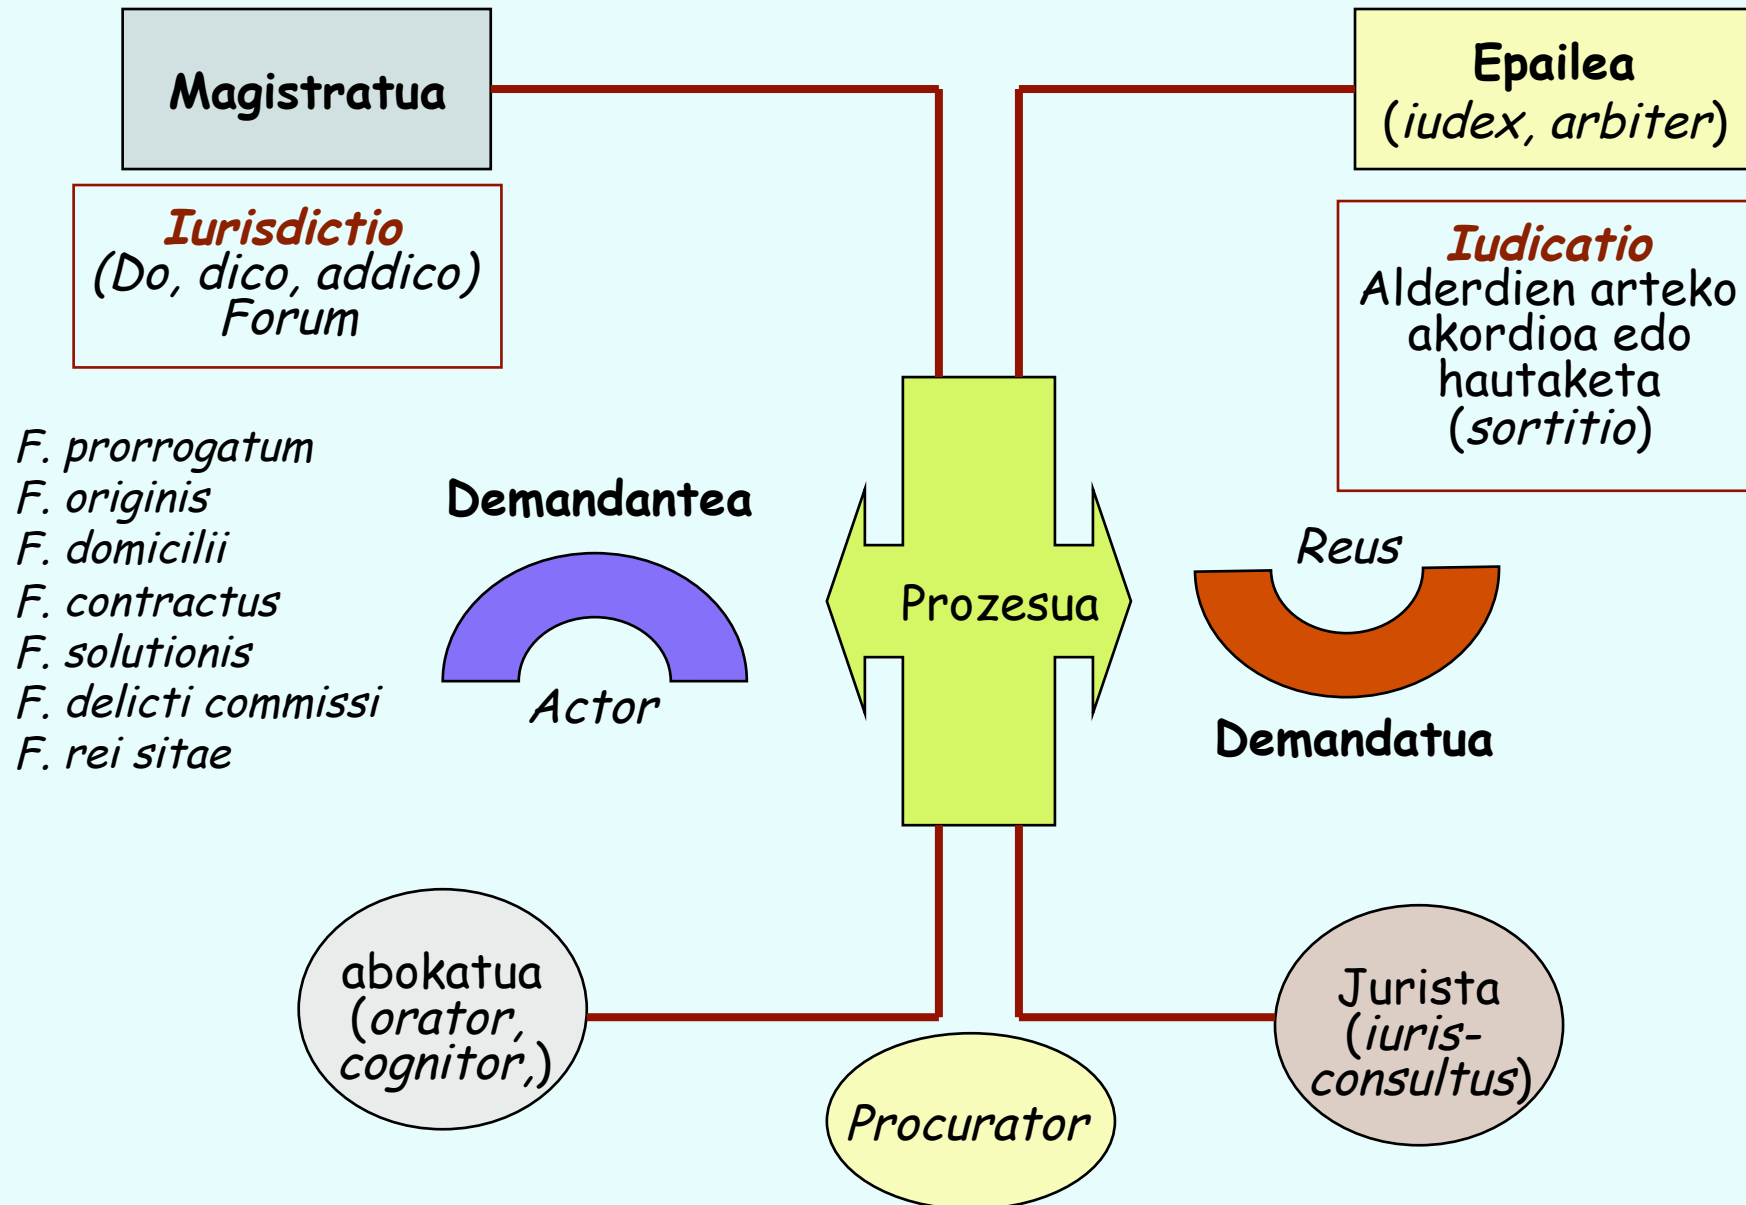 Magistratua
Iurisdictio
(Do, dico, addico)
Forum
Epailea
(iudex, arbiter)
Iudicatio
Alderdien arteko
akordioa edo
hautaketa
(sortitio)
F. prorrogatum
F. originis
F. domicilii
F. contractus
F. solutionis
F. delicti commissi
F. rei sitae
Demandantea
Actor
Prozesua
Reus
Demandatua
abokatua
(orator,
cognitor,)
Procurator
Jurista
(iuris-
consultus)